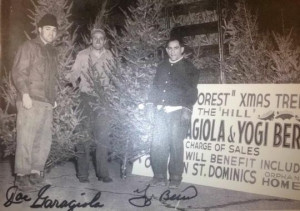 OREST" XMAS TREE
THE "HILL"
AGIOLA & YOGI BER
CHARGE OF SALES
WILL BENEFIT INCLUD
N ST. DOMINICS
HOME
Joe Garagiola
Yogi Berra